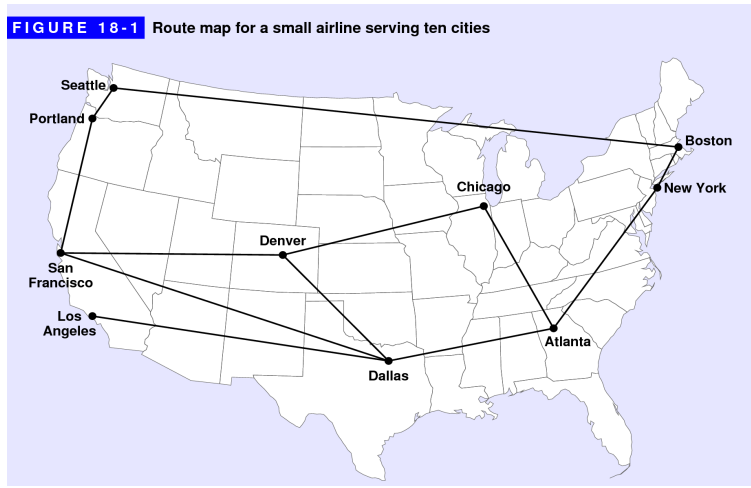 FIGURE 18-1 Route map for a small airline serving ten cities
Seattle
Portland
Boston
Chicago
New York
Denver
San
Francisco
Los
Angeles
Atlanta
Dallas